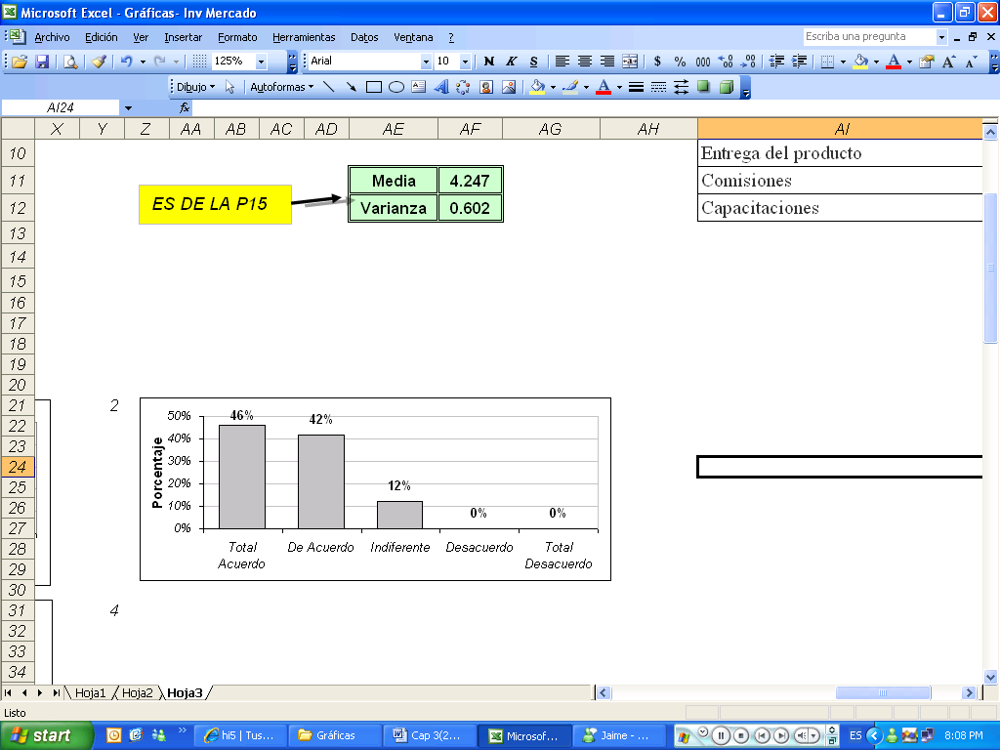 Microsoft Excel - Gráficas- Inv Mercado
Archivo Edición Ver Insertar Formato Herramientas Datos Ventana ? Escriba una pregunta
125% Arial 10 N K S $ % 000
Dibujo Autoformas
AI24 fx
X Y Z AA AB AC AD AE AF AG AH AI
10 Entrega del producto
11 Media 4.247 Comisiones
ES DE LA P15
12 Varianza 0.602 Capacitaciones
13
14
15
16
17
18
19
20
21 2
22
23
24
25
26
27
28
29
30
31 4
32
33
34
Porcentaje
50%
40%
30%
20%
10%
0%
46% 42% 12% 0% 0%
Total Acuerdo De Acuerdo Indiferente Desacuerdo Total Desacuerdo
Hoja1 Hoja2 Hoja3
Listo
start hi5 | Tus... Gráficas Cap 3(2... Microsof... Jaime - ... ES 8:08 PM